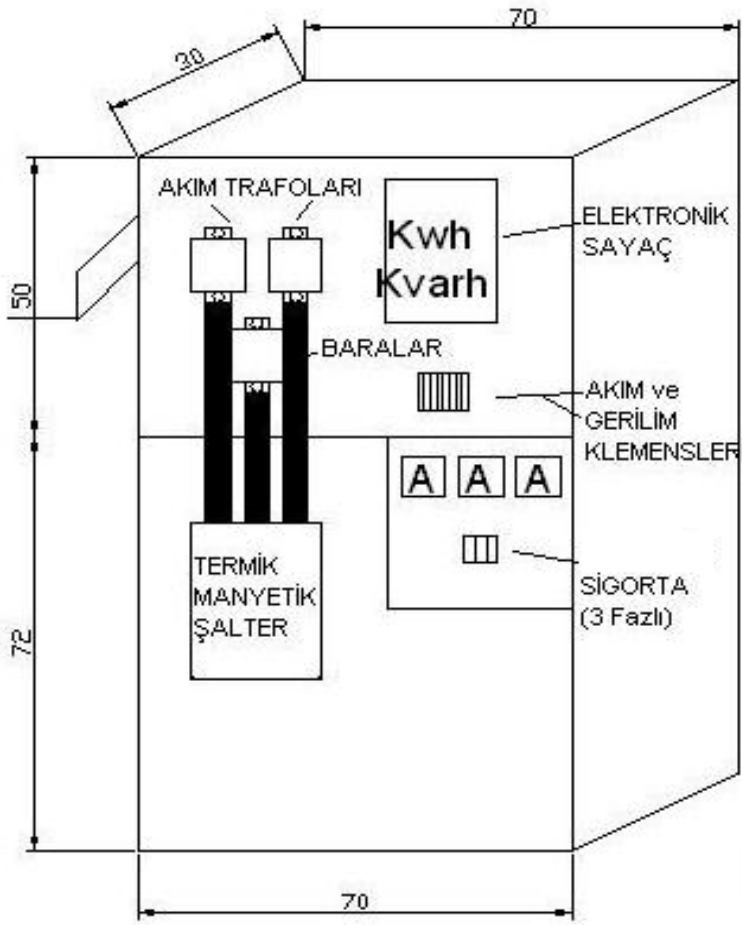 70
30
AKIM TRAFOLARI
Kwh
Kvarh
ELEKTRONİK
SAYAÇ
50
BARALAR
AKIM ve
GERİLİM
KLEMENSLER
A A A
TERMİK
MANYETİK
ŞALTER
SİGORTA
(3 Fazlı)
72
70